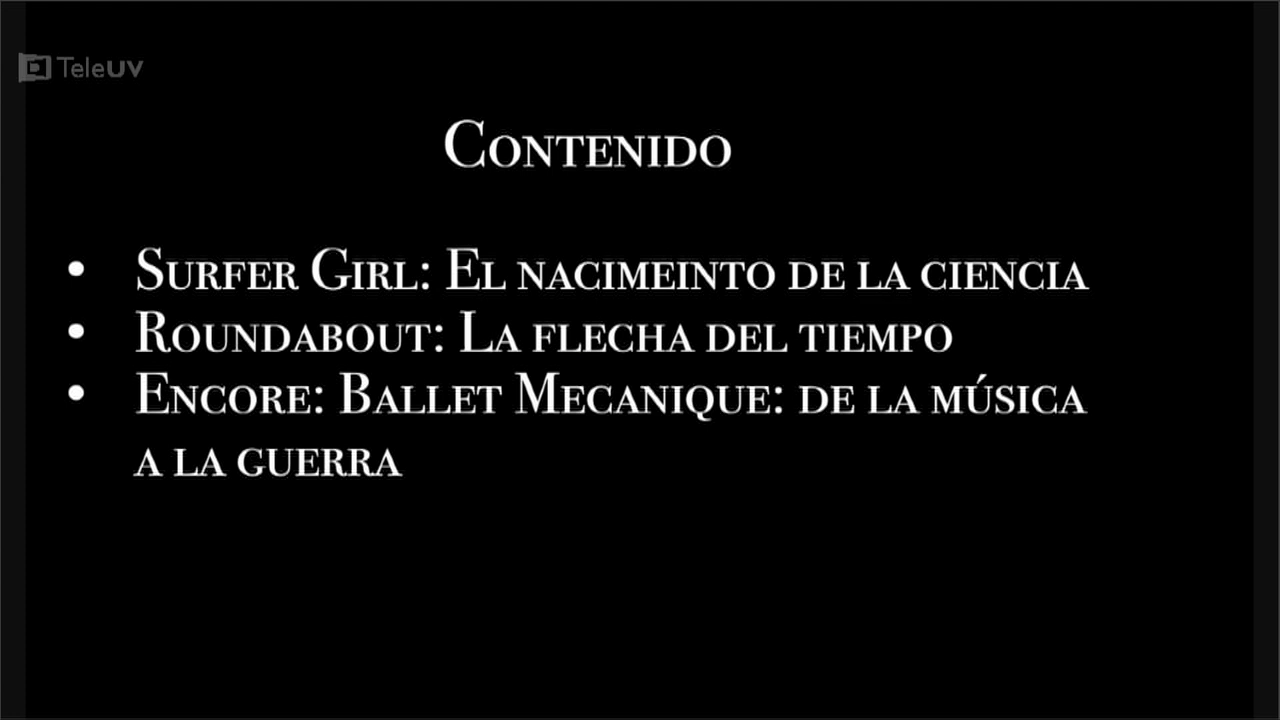 TeleUV
Contenido
• Surfer Girl: El nacimeinto de la ciencia
• Roundabout: La flecha del tiempo
• Encore: Ballet Mecanique: de la música
a la guerra